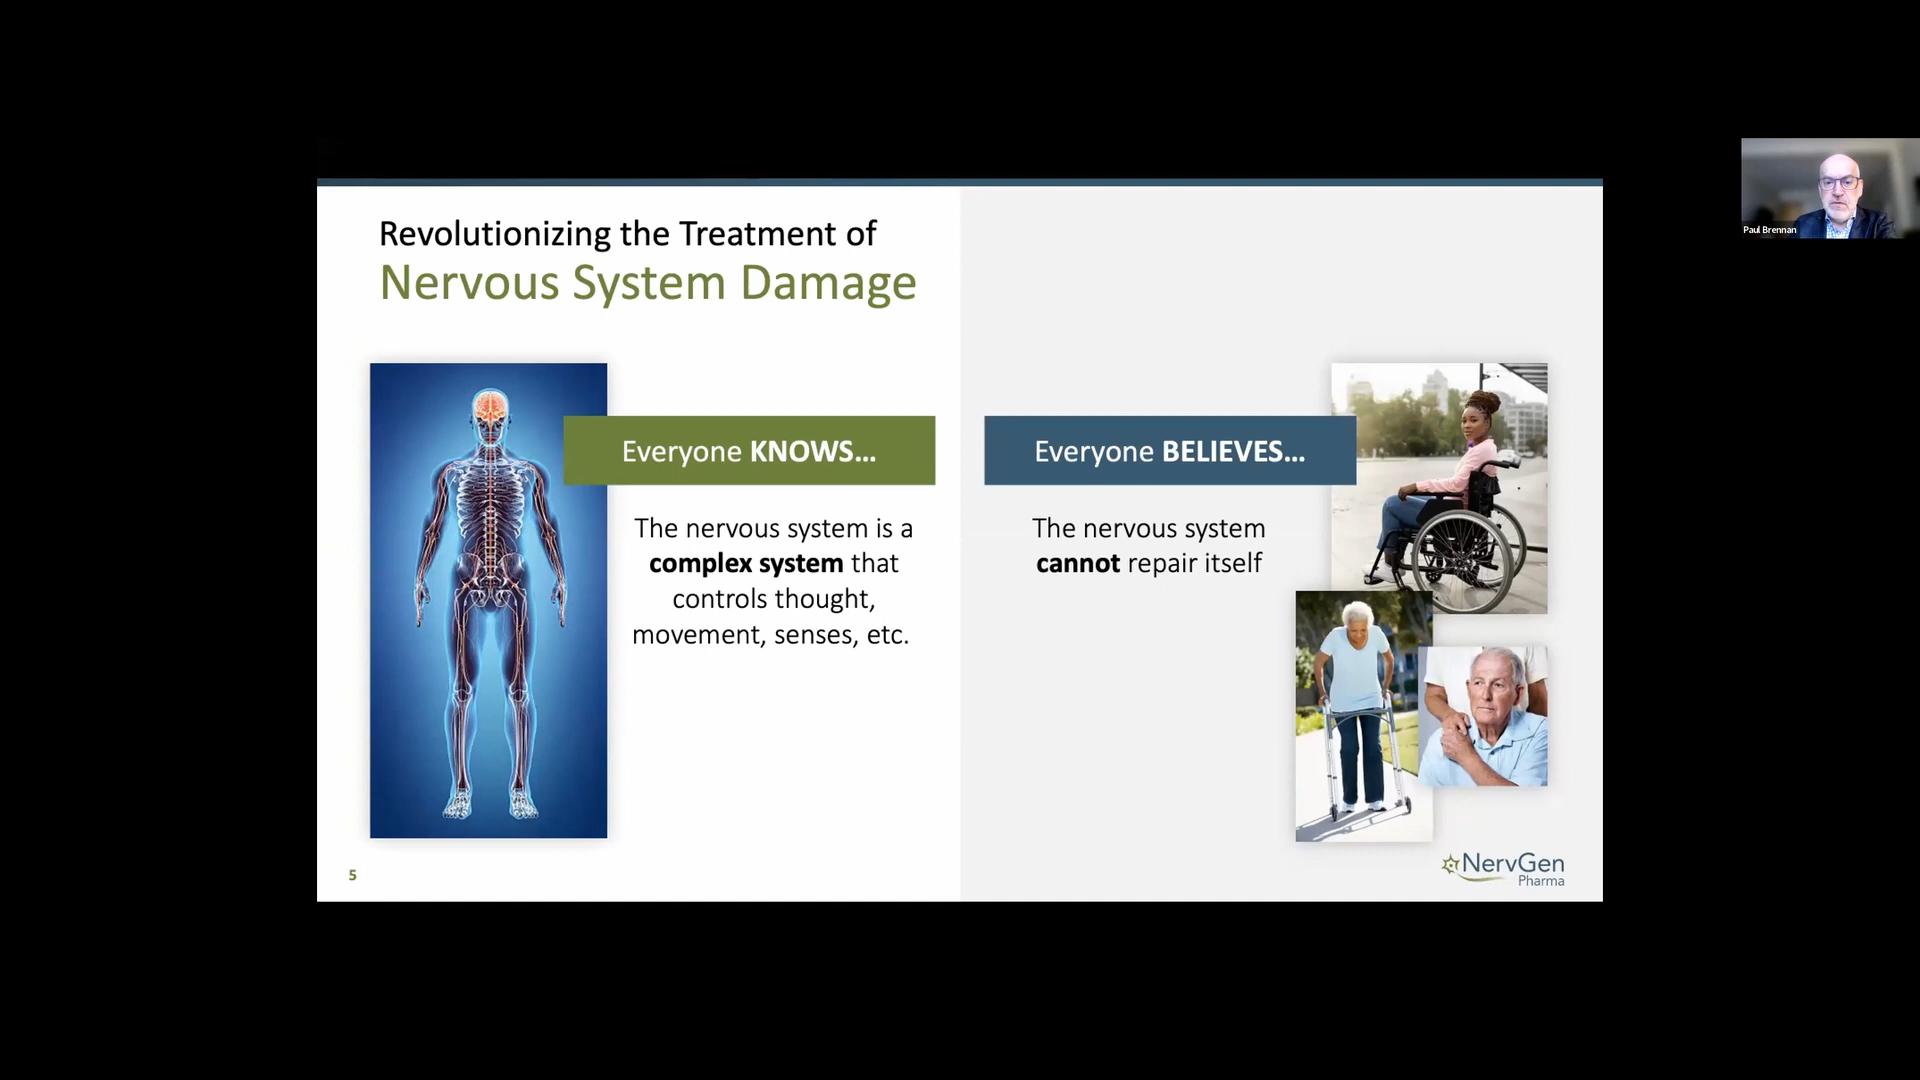 Revolutionizing the Treatment of
Nervous System Damage
Everyone KNOWS...
The nervous system is a
complex system that
controls thought,
movement, senses, etc.
Everyone BELIEVES...
The nervous system
cannot repair itself
5
NervGen
Pharma
Paul Brennan